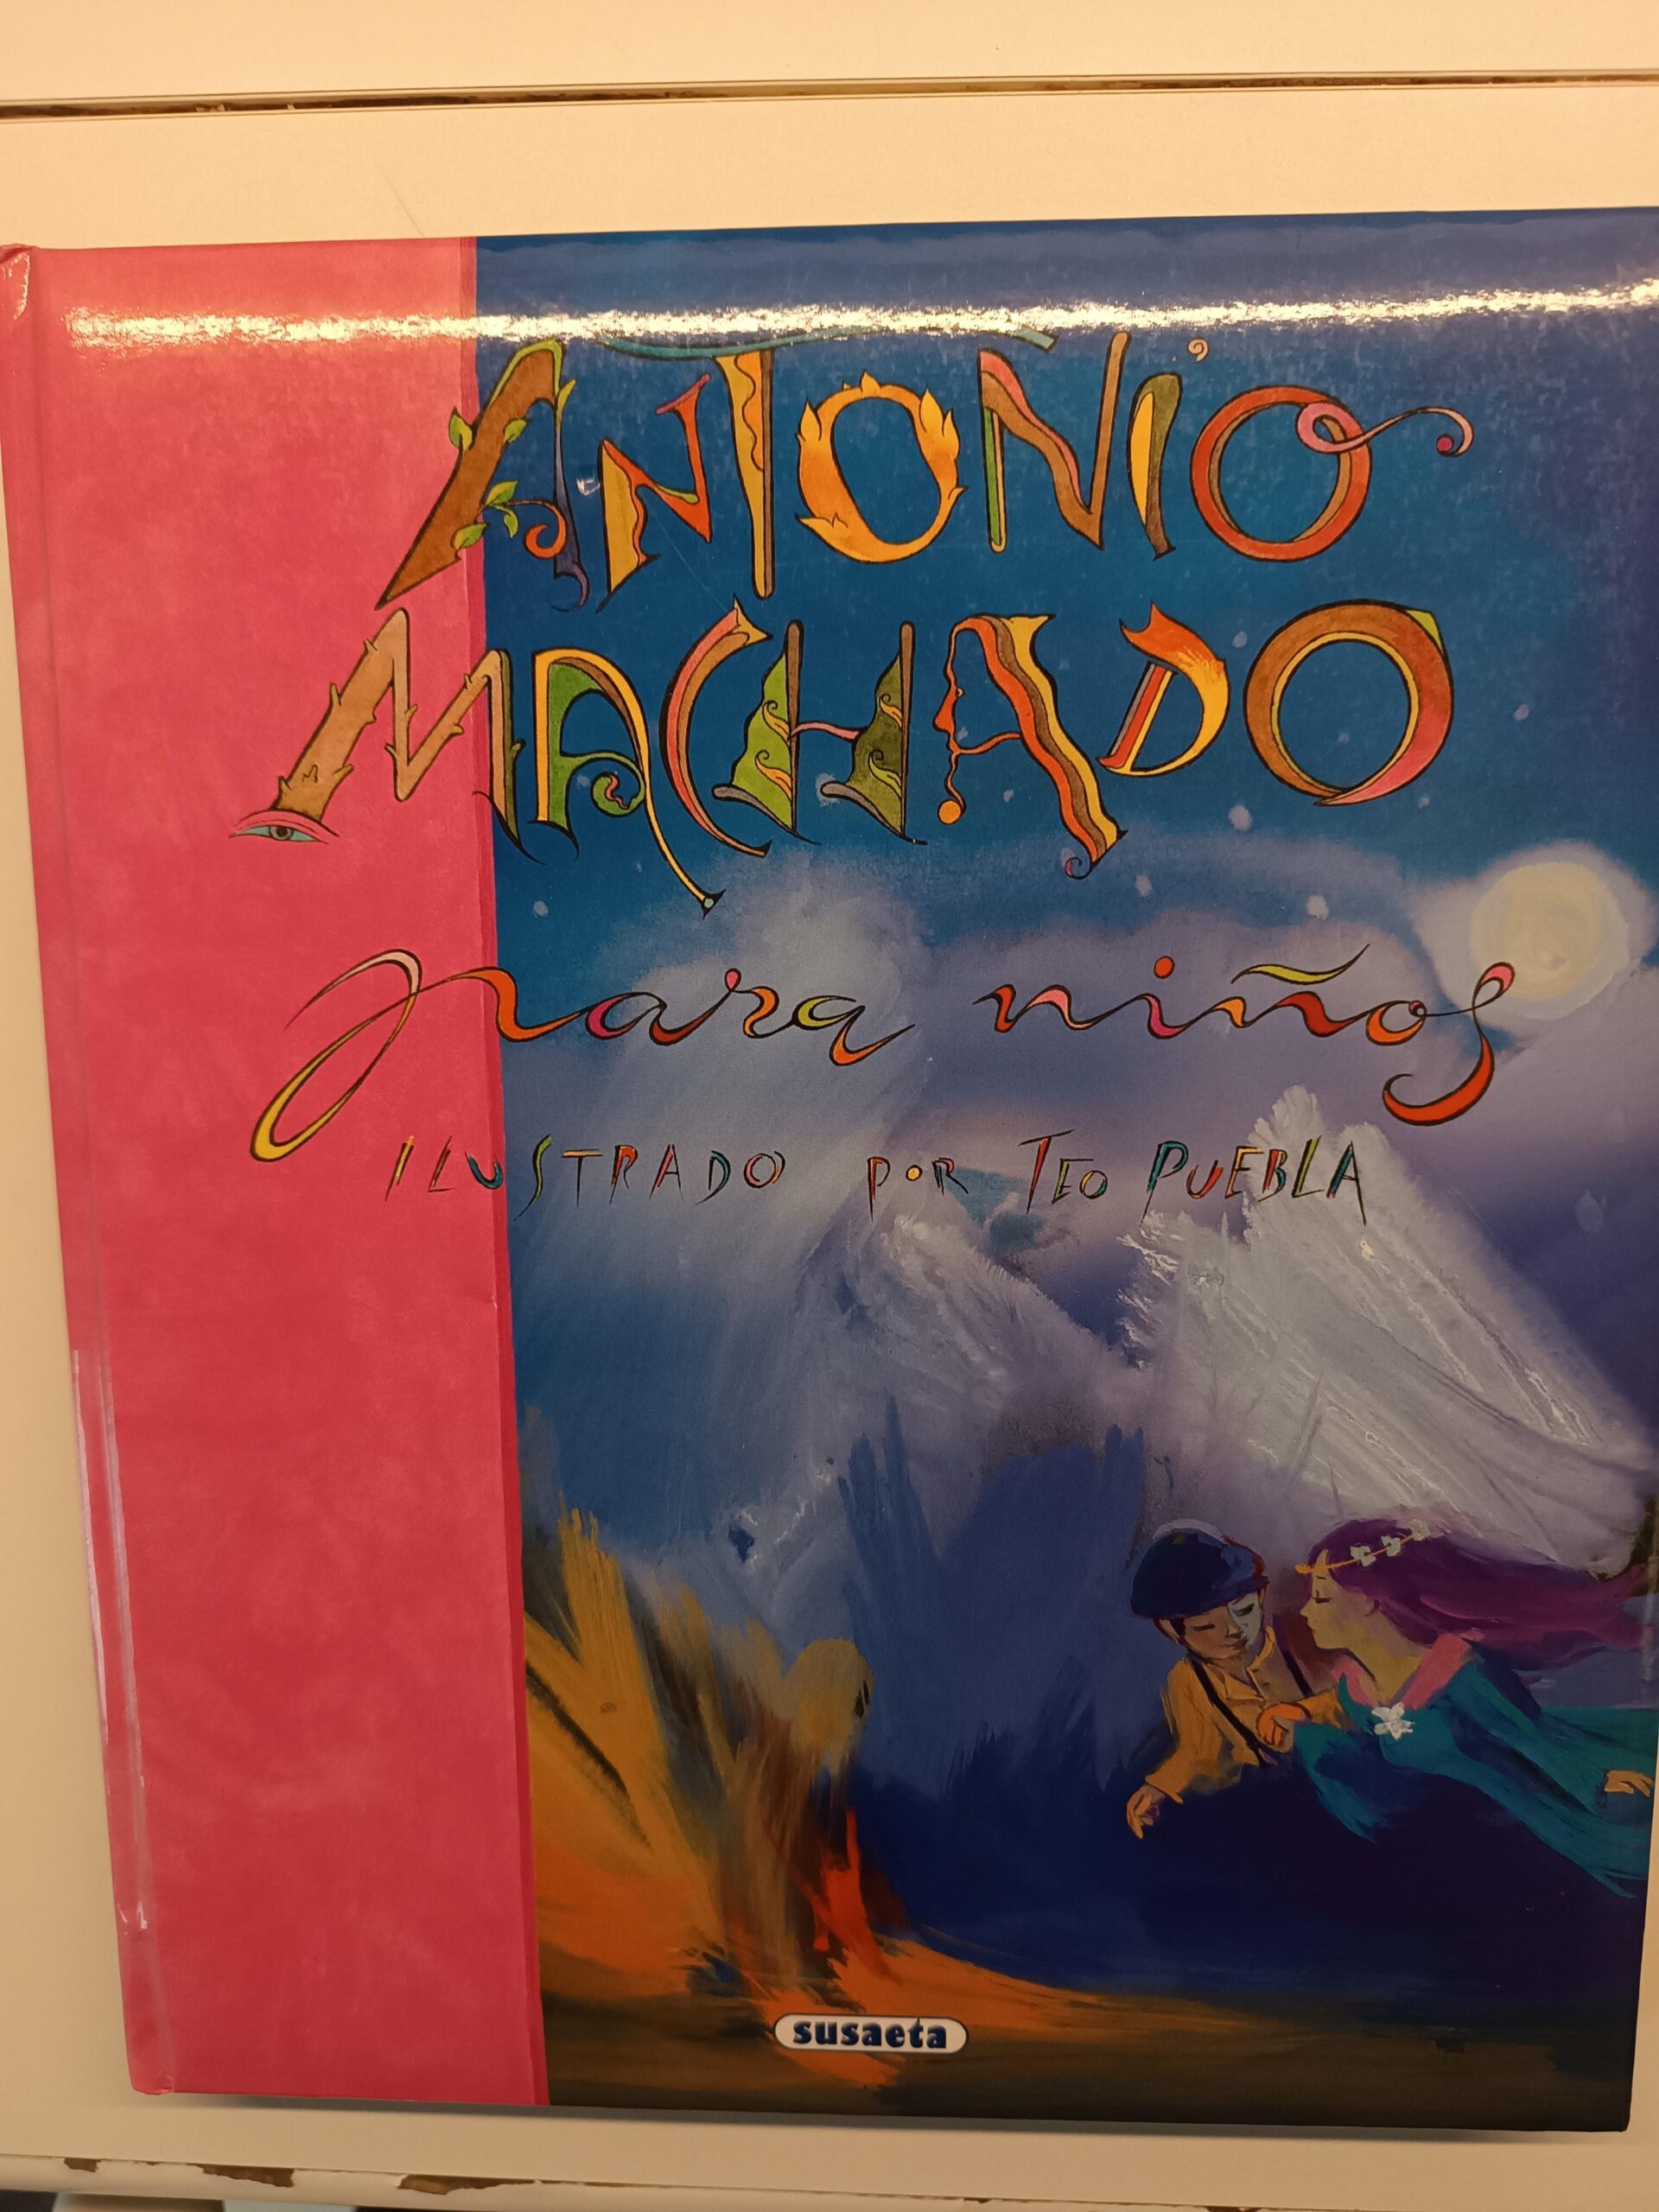 ANTONIO
MACHADO
para niños
ILUSTRADO POR TEO PUEBLA
susaeta